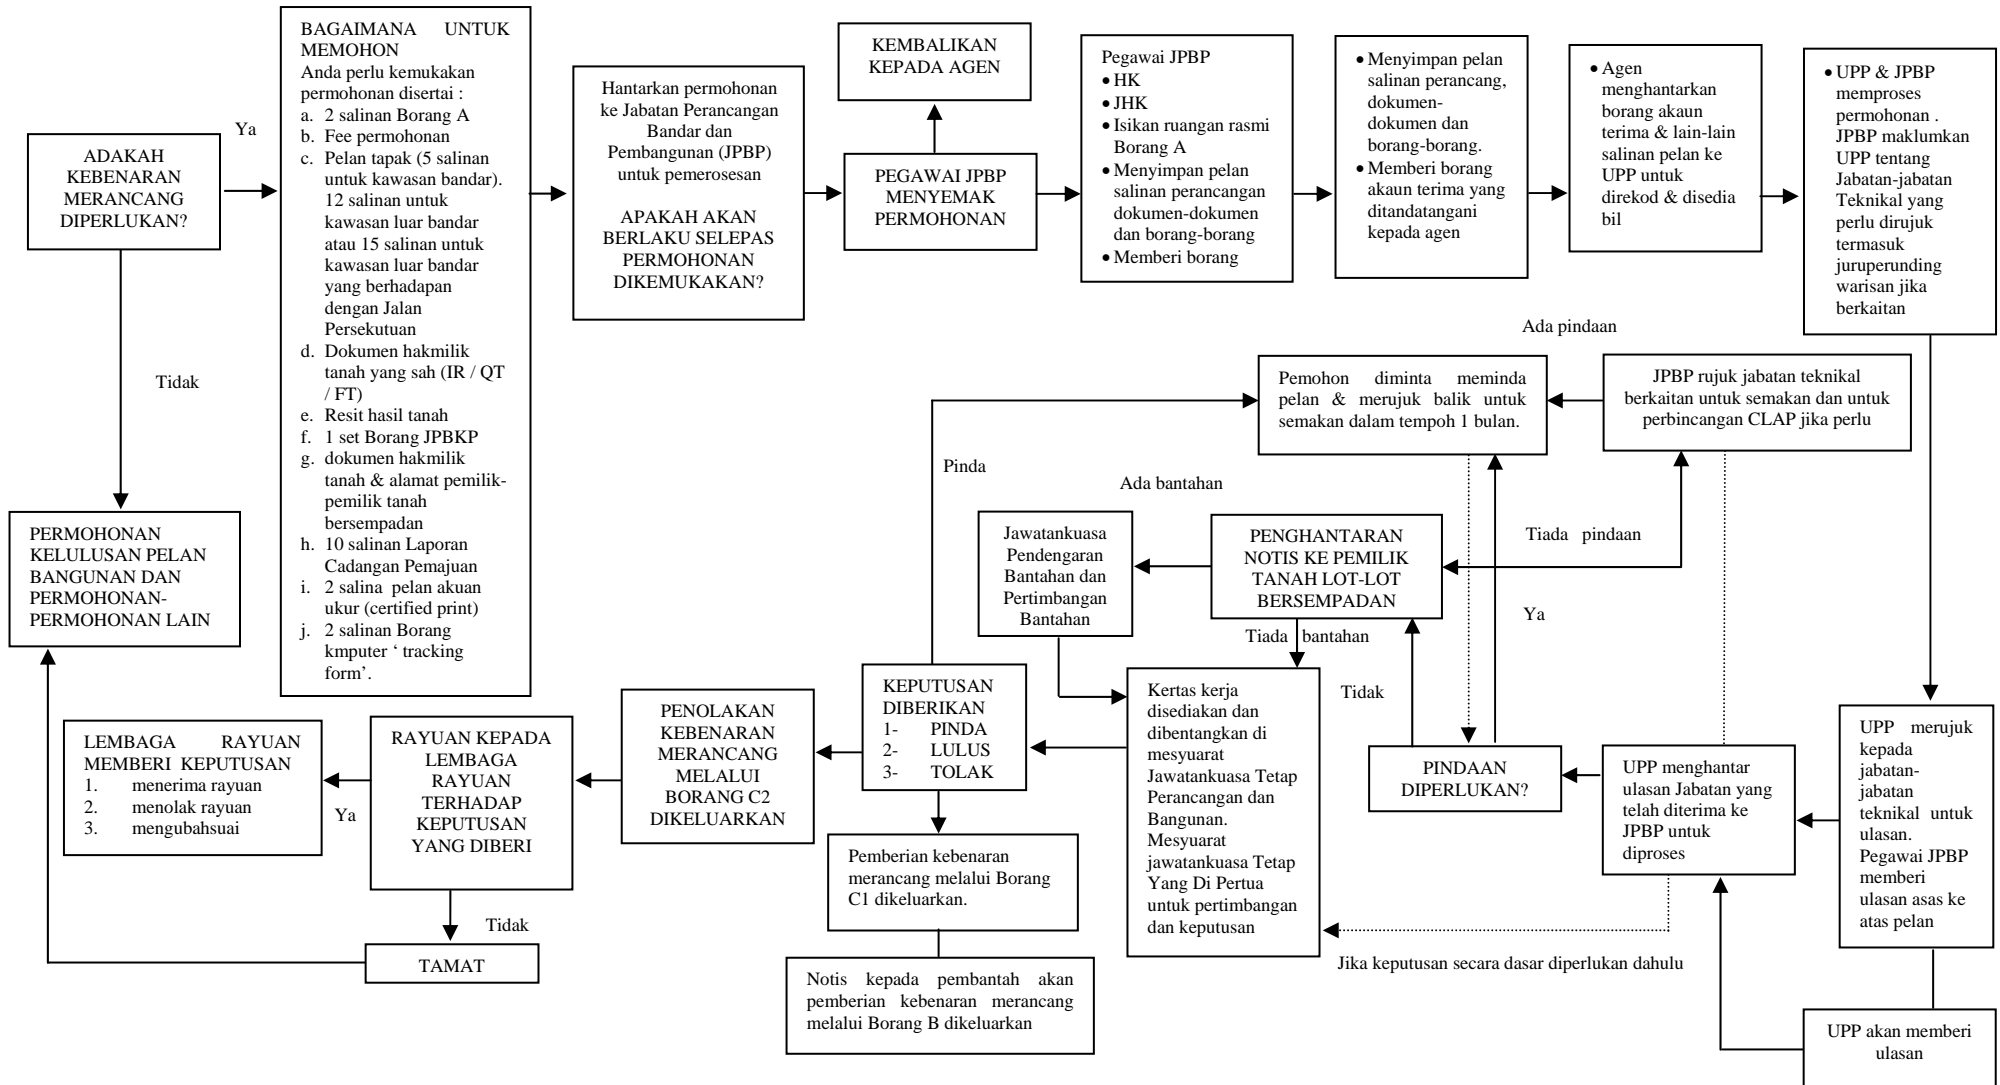 ADAKAH
KEBENARAN
MERANCANG
DIPERLUKAN?
Ya
Tidak
BAGAIMANA UNTUK
MEMOHON
Anda perlu kemukakan
permohonan disertai :
a. 2 salinan Borang A
b. Fee permohonan
c. Pelan tapak (5 salinan
untuk kawasan bandar).
12 salinan untuk
kawasan luar bandar
atau 15 salinan untuk
kawasan luar bandar
yang berhadapan
dengan Jalan
Persekutuan
d. Dokumen hakmilik
tanah yang sah (IR / QT
/ FT)
e. Resit hasil tanah
f. 1 set Borang JPBKP
g. dokumen hakmilik
tanah & alamat pemilik-
pemilik tanah
bersempadan
h. 10 salinan Laporan
Cadangan Pemajuan
i. 2 salina pelan akuan
ukur (certified print)
j. 2 salinan Borang
kmputer ‘ tracking
form’.
Hantarkan permohonan
ke Jabatan Perancangan
Bandar dan
Pembangunan (JPBP)
untuk pemerosesan
APAKAH AKAN
BERLAKU SELEPAS
PERMOHONAN
DIKEMUKAKAN?
KEMBALIKAN
KEPADA AGEN
PEGAWAI JPBP
MENYEMAK
PERMOHONAN
Pegawai JPBP
• HK
• JHK
• Isikan ruangan rasmi
Borang A
• Menyimpan pelan
salinan perancangan
dokumen-dokumen
dan borang-borang
• Memberi borang
• Menyimpan pelan
salinan perancang,
dokumen-
dokumen dan
borang-borang.
• Memberi borang
akaun terima yang
ditandatangani
kepada agen
• Agen
menghantarkan
borang akaun
terima & lain-lain
salinan pelan ke
UPP untuk
direkod & disedia
bil
• UPP & JPBP
memproses
permohonan .
JPBP maklumkan
UPP tentang
Jabatan-jabatan
Teknikal yang
perlu dirujuk
termasuk
juruperunding
warisan jika
berkaitan
Ada pindaan
Pemohon diminta meminda
pelan & merujuk balik untuk
semakan dalam tempoh 1 bulan.
JPBP rujuk jabatan teknikal
berkaitan untuk semakan dan untuk
perbincangan CLAP jika perlu
Pinda
Ada bantahan
Jawatankuasa
Pendengaran
Bantahan dan
Pertimbangan
Bantahan
PENGHANTARAN
NOTIS KE PEMILIK
TANAH LOT-LOT
BERSEMPADAN
Tiada pindaan
Ya
Tiada bantahan
Tidak
PERMOHONAN
KELULUSAN PELAN
BANGUNAN DAN
PERMOHONAN-
PERMOHONAN LAIN
LEMBAGA RAYUAN
MEMBERI KEPUTUSAN
1. menerima rayuan
2. menolak rayuan
3. mengubahsuai
Ya
RAYUAN KEPADA
LEMBAGA
RAYUAN
TERHADAP
KEPUTUSAN
YANG DIBERI
Tidak
TAMAT
PENOLAKAN
KEBENARAN
MERANCANG
MELALUI
BORANG C2
DIKELUARKAN
KEPUTUSAN
DIBERIKAN
1- PINDA
2- LULUS
3- TOLAK
Pemberian kebenaran
merancang melalui Borang
C1 dikeluarkan.
Notis kepada pembantah akan
pemberian kebenaran merancang
melalui Borang B dikeluarkan
Kertas kerja
disediakan dan
dibentangkan di
mesyuarat
Jawatankuasa Tetap
Perancangan dan
Bangunan.
Mesyuarat
jawatankuasa Tetap
Yang Di Pertua
untuk pertimbangan
dan keputusan
PINDAAN
DIPERLUKAN?
UPP menghantar
ulasan Jabatan yang
telah diterima ke
JPBP untuk
diproses
UPP merujuk
kepada
jabatan-
jabatan
teknikal untuk
ulasan.
Pegawai JPBP
memberi
ulasan asas ke
atas pelan
Jika keputusan secara dasar diperlukan dahulu
UPP akan memberi
ulasan